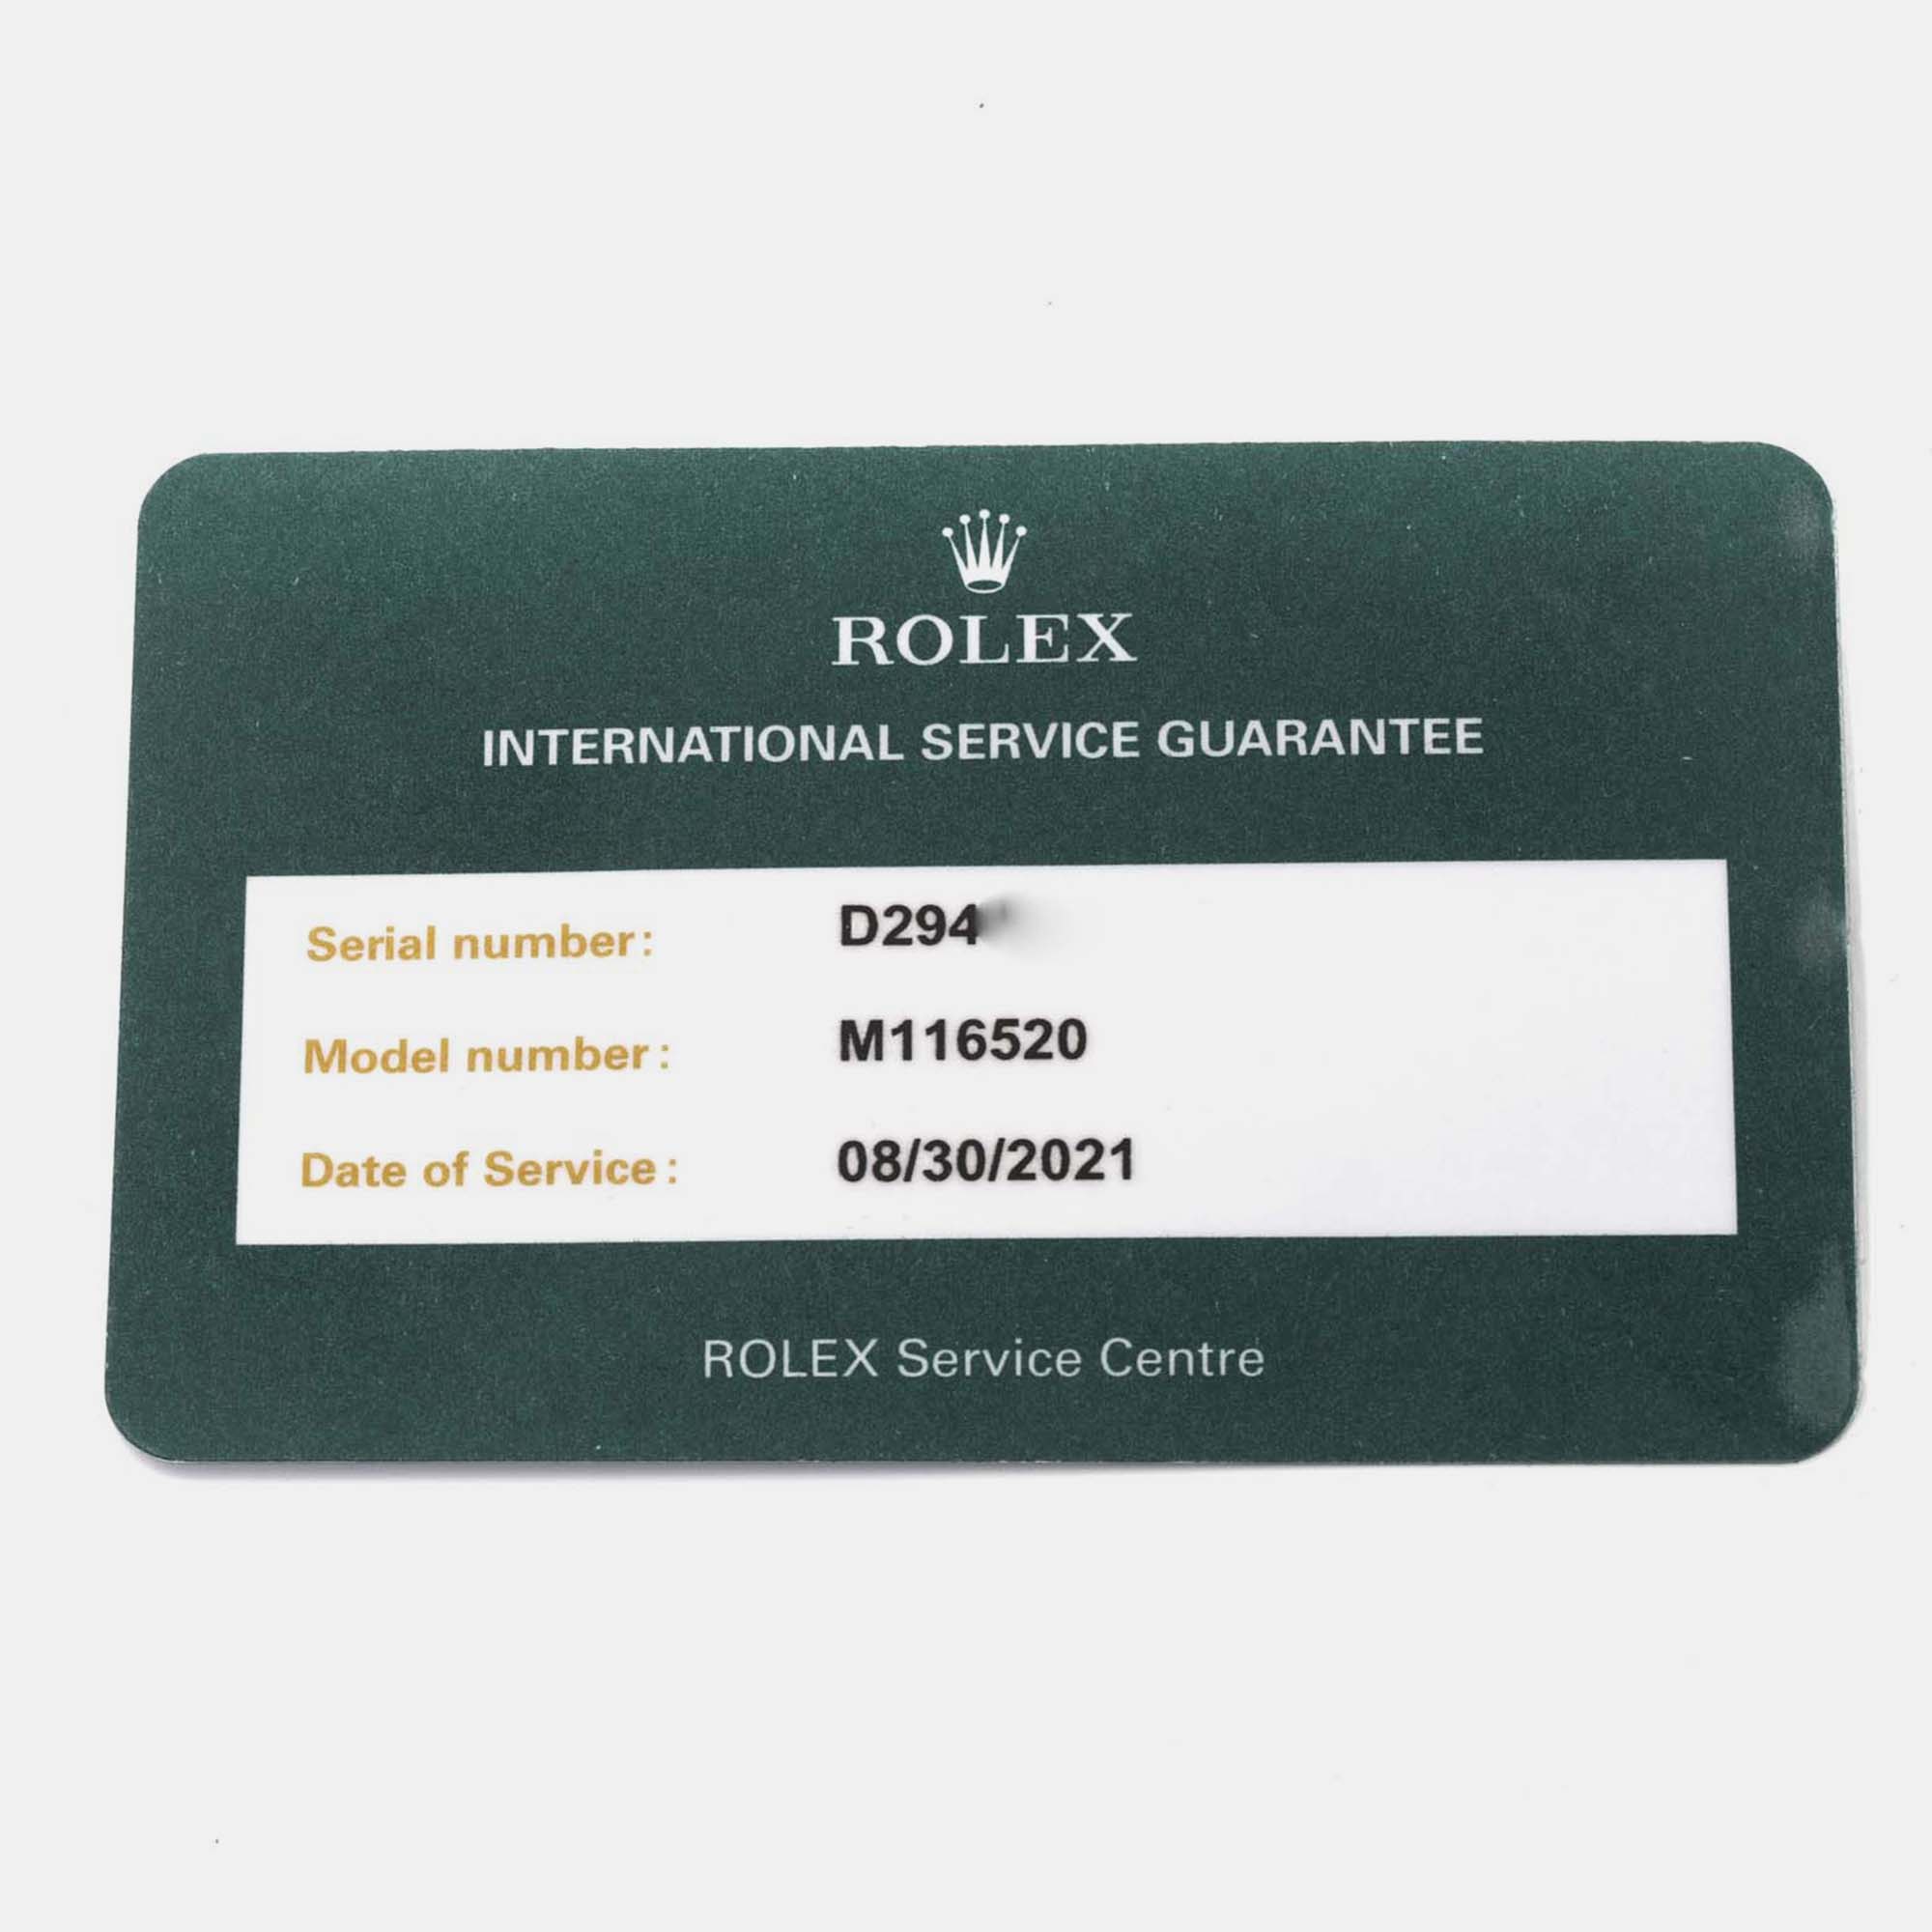 ROLEX
INTERNATIONAL SERVICE GUARANTEE
Serial number: D294
Model number: M116520
Date of Service: 08/30/2021
ROLEX Service Centre